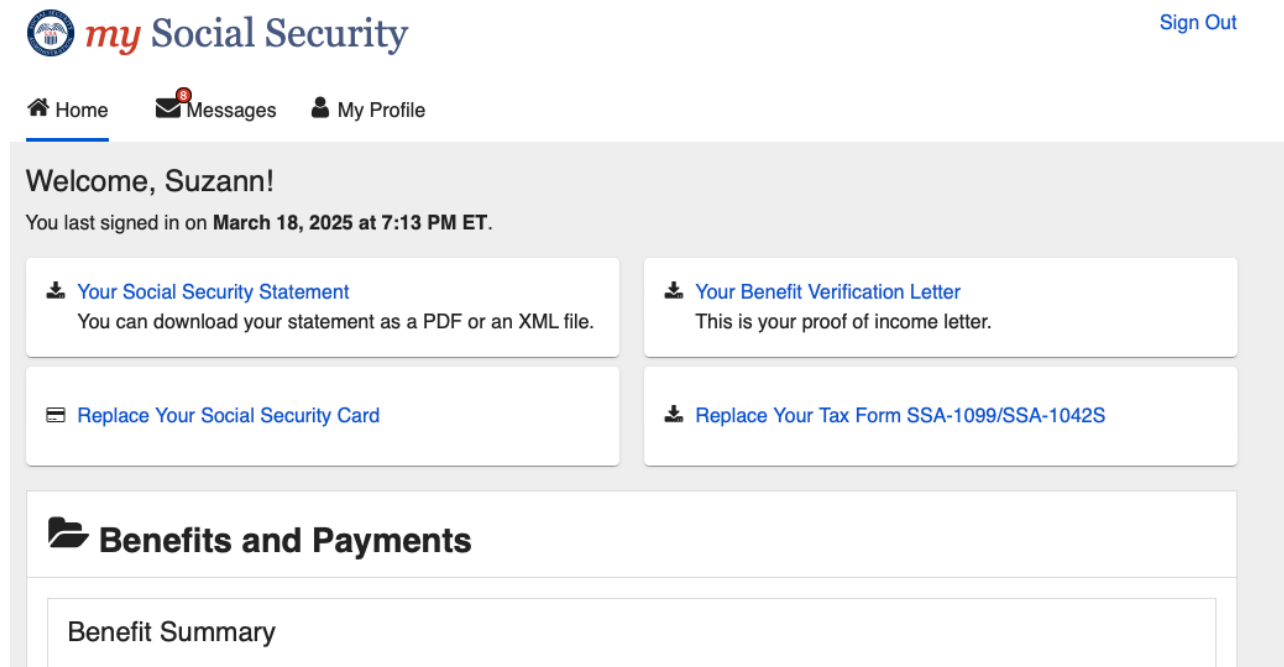 my Social Security
Sign Out
Home
8
Messages
My Profile
Welcome, Suzann!
You last signed in on March 18, 2025 at 7:13 PM ET.
Your Social Security Statement
You can download your statement as a PDF or an XML file.
Your Benefit Verification Letter
This is your proof of income letter.
Replace Your Social Security Card
Replace Your Tax Form SSA-1099/SSA-1042S
Benefits and Payments
Benefit Summary